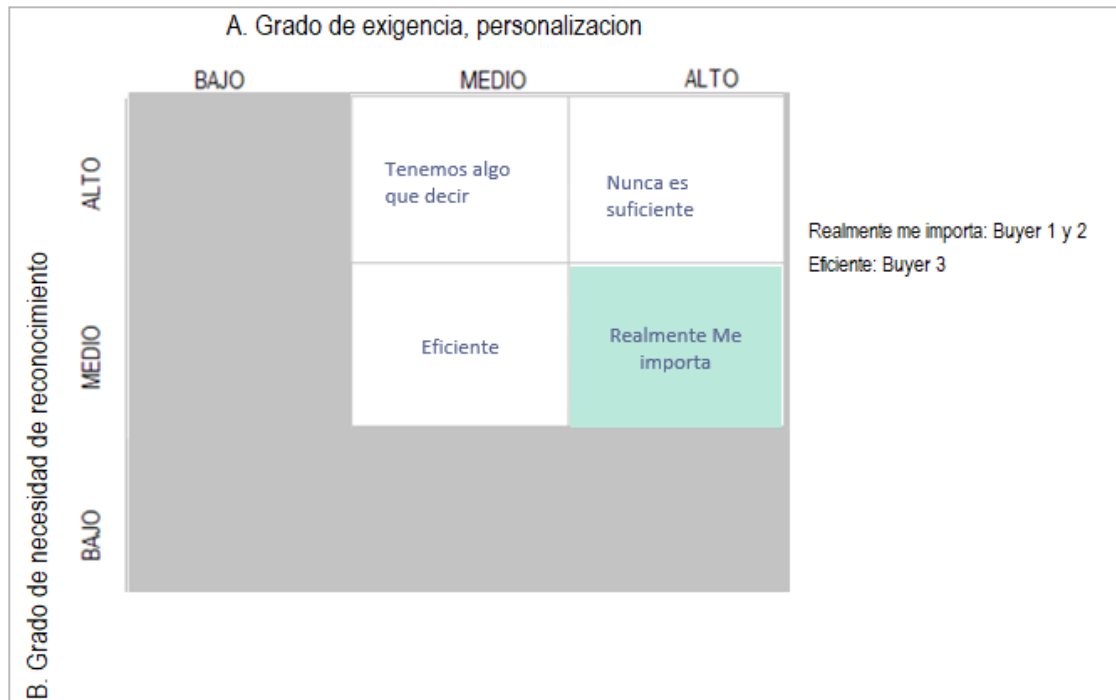 A. Grado de exigencia, personalizacion
BAJO
MEDIO
ALTO
B. Grado de necesidad de reconocimiento
ALTO
Tenemos algo
que decir
Nunca es
suficiente
Realmente me importa: Buyer 1 y 2
Eficiente: Buyer 3
MEDIO
Eficiente
Realmente Me
importa
BAJO